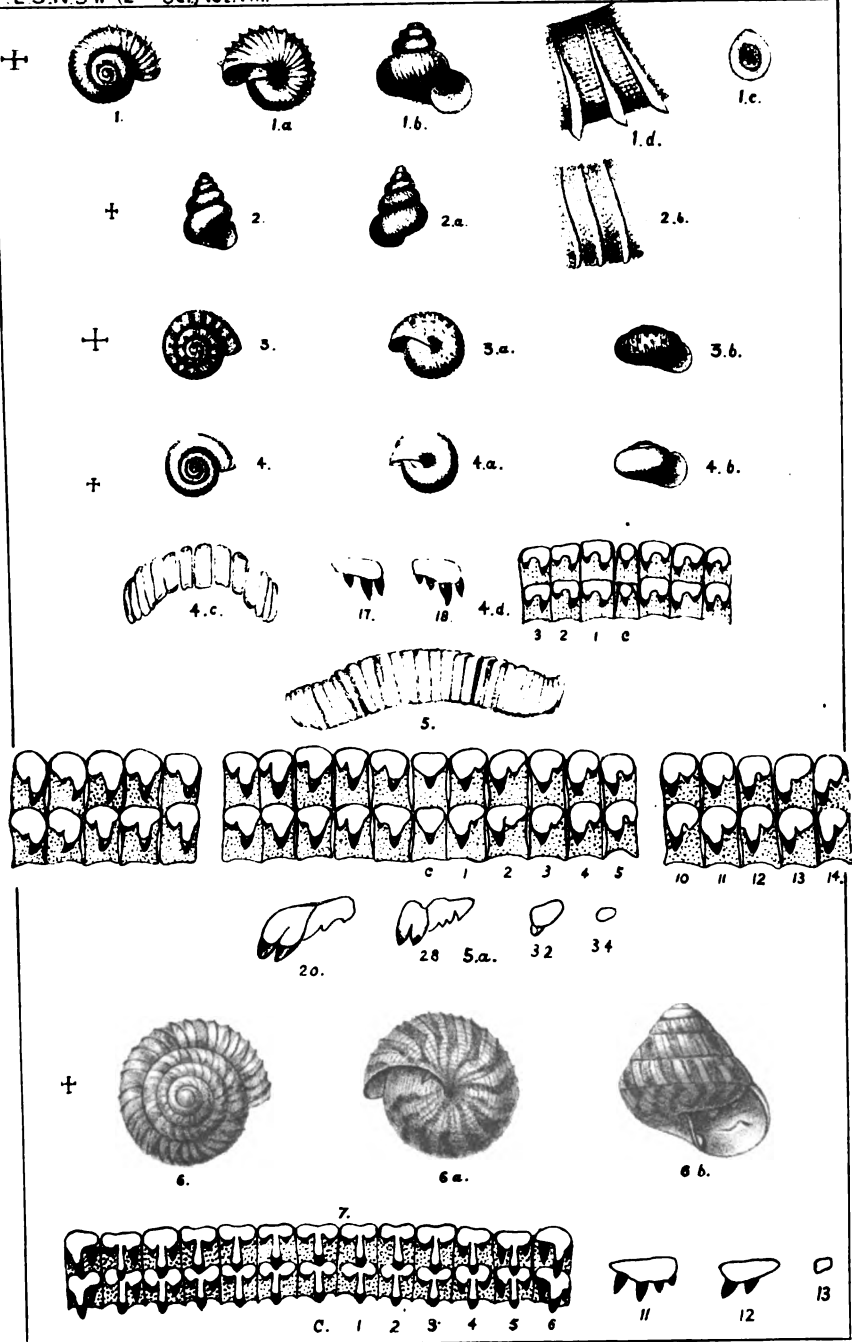 1. 1.a 1.b. 1.d. 1.c.
2. 2.a. 2.b.
3. 3.a. 3.b.
4. 4.a. 4.b.
4.c. 17. 18. 4.d.
3 2 1 C
5.
C 1 2 3 4 5 10 11 12 13 14.
20. 28 5.a. 32 34
6. 6a. 6b.
7.
C. 1 2 3 4 5 6 11 12 13